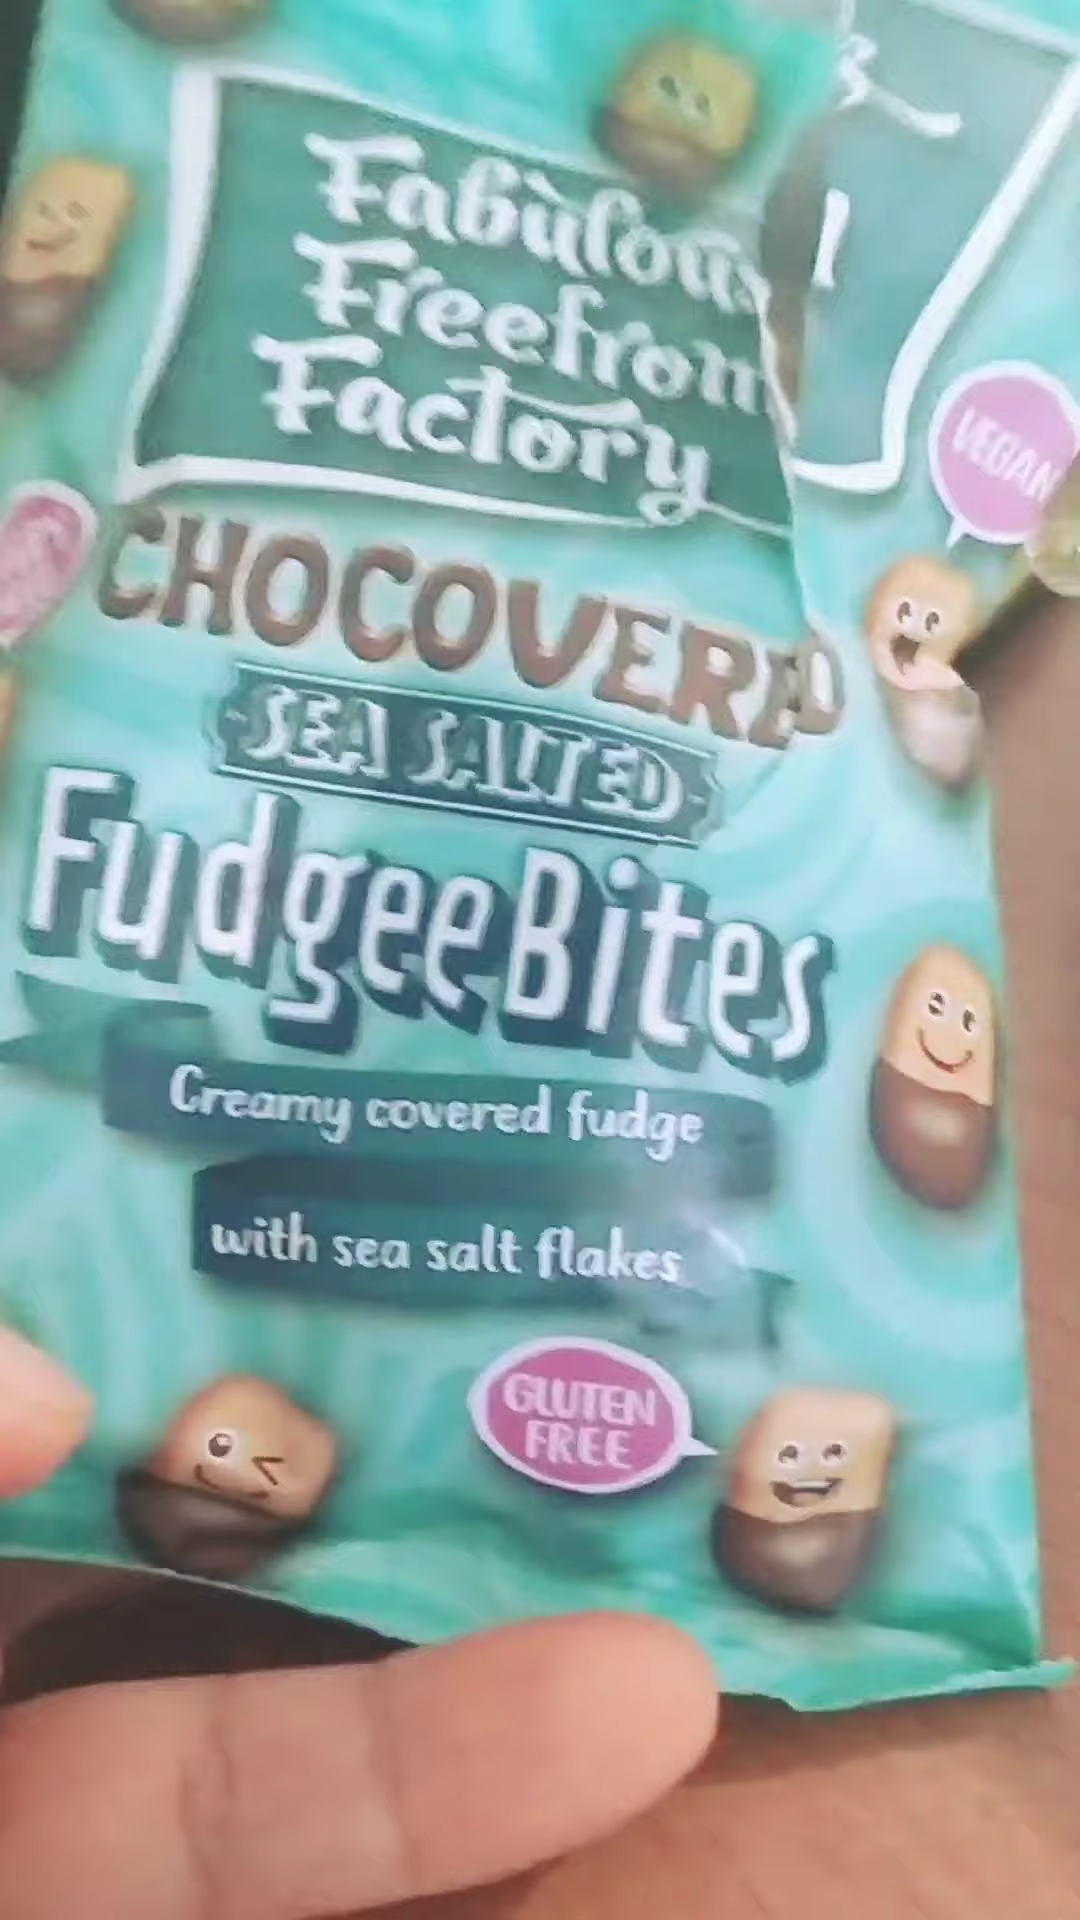 Fabulous
Freefrom
Factory
VEGAN
CHOCOVERED
SEA SALTED
FudgeeBites
Creamy covered fudge
with sea salt flakes
GLUTEN
FREE